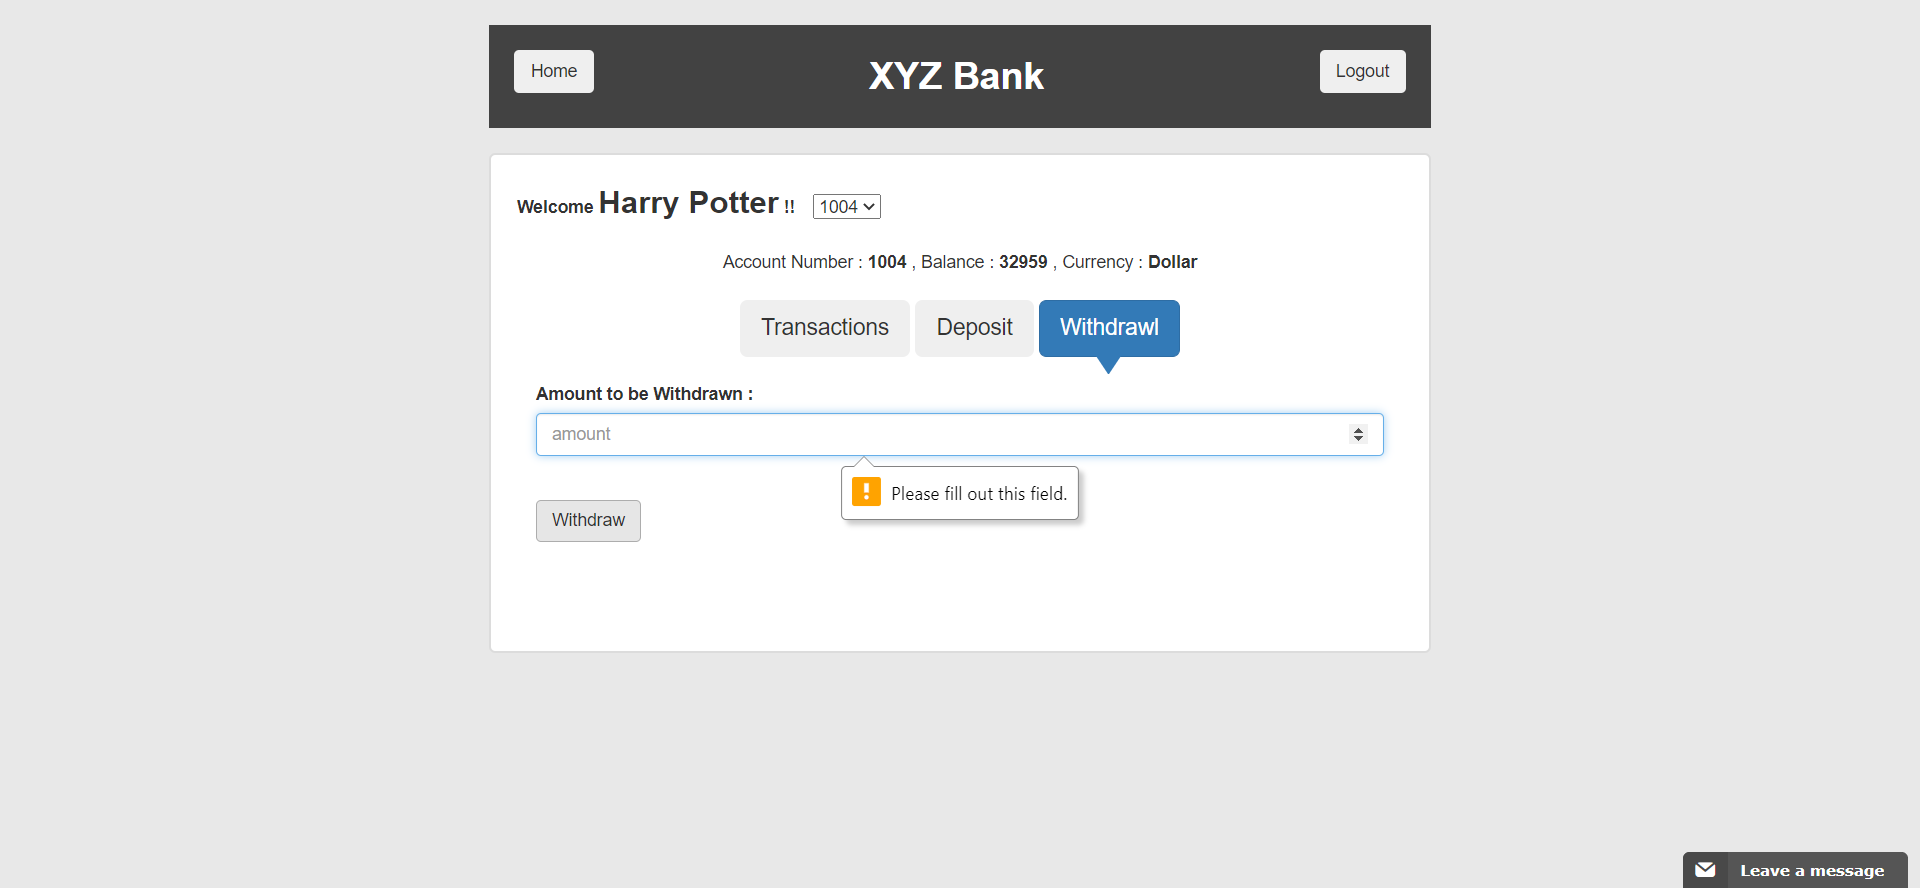 Home
XYZ Bank
Logout
Welcome Harry Potter !! 1004
Account Number : 1004 , Balance : 32959 , Currency : Dollar
Transactions
Deposit
Withdrawl
Amount to be Withdrawn :
amount
Please fill out this field.
Withdraw
Leave a message